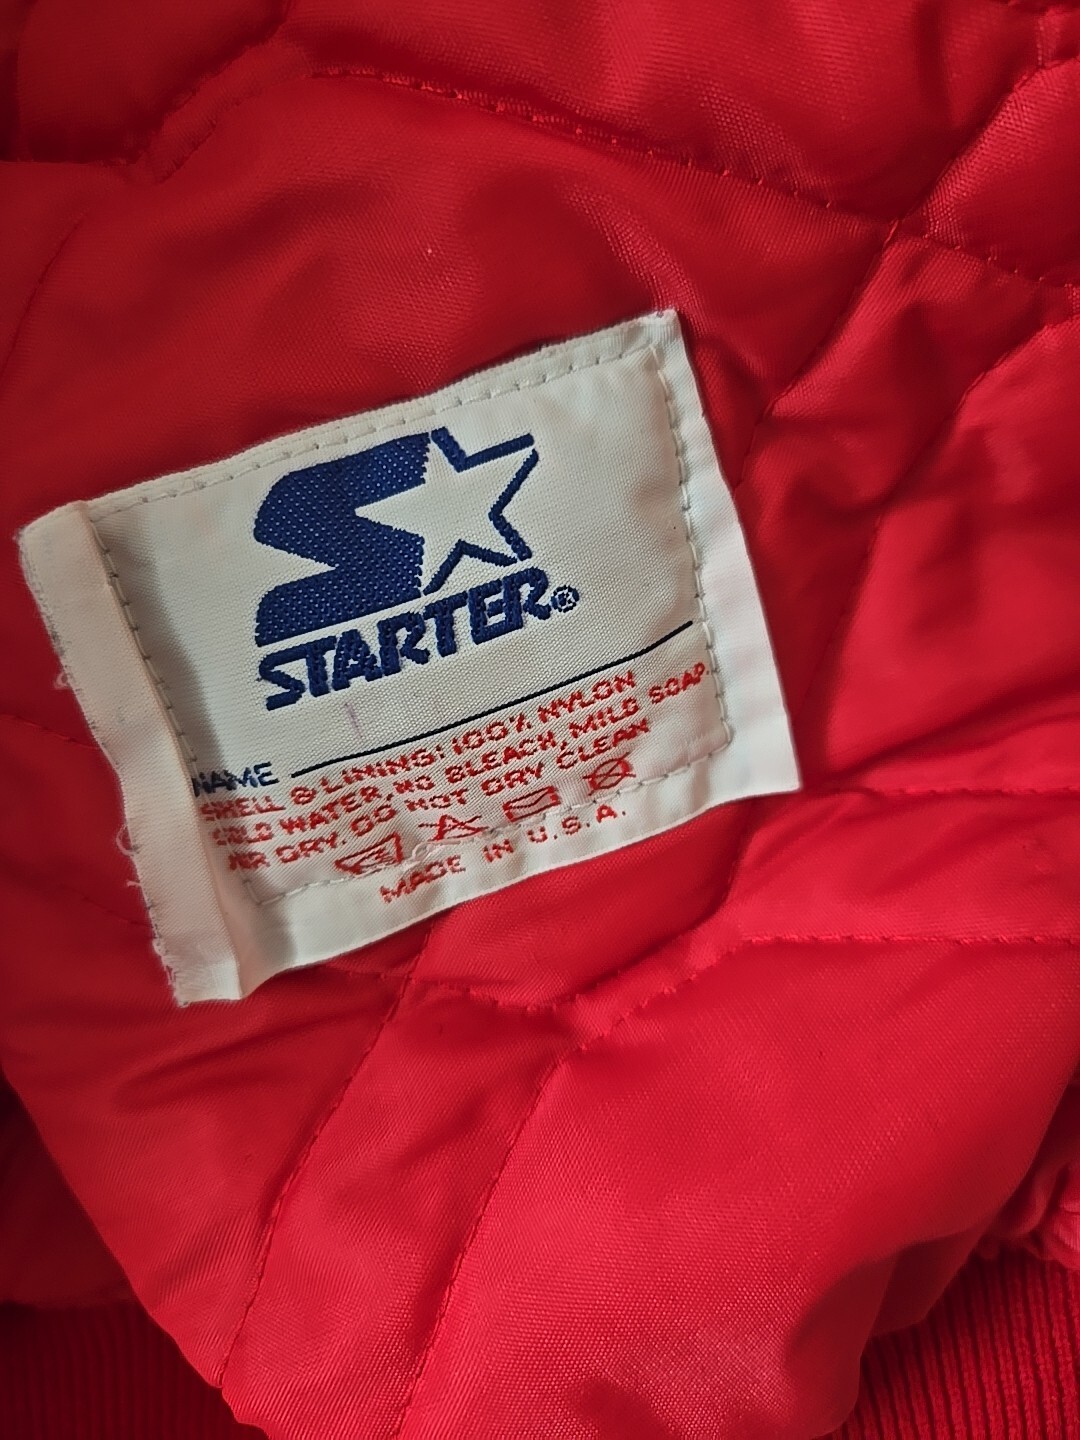 STARTER®
NAME
SHELL & LINING: 100% NYLON
COLD WATER, NO BLEACH, MILD SOAP.
DRY. DO NOT DRY CLEAN
MADE IN U.S.A.